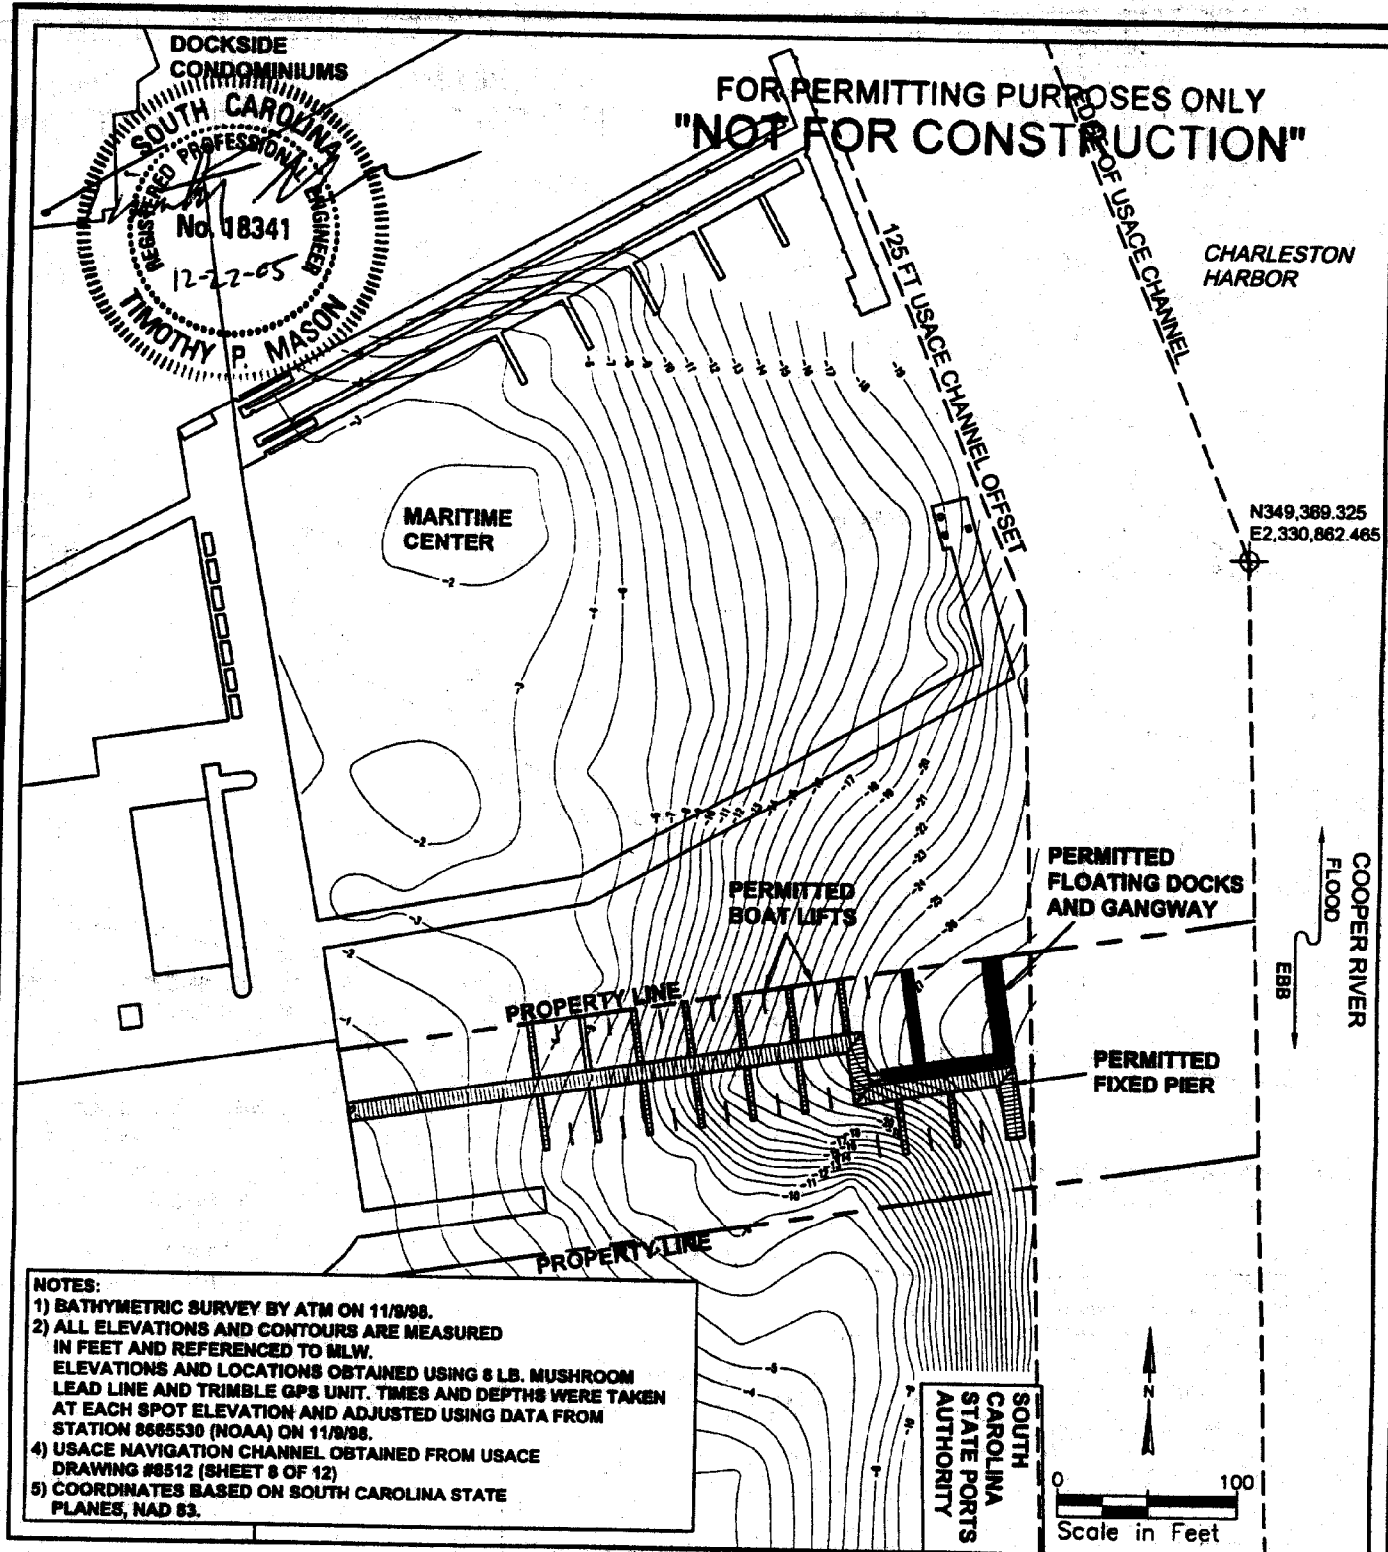 DOCKSIDE
CONDOMINIUMS
FOR PERMITTING PURPOSES ONLY
"NOT FOR CONSTRUCTION"
SOUTH CAROLINA
REGISTERED PROFESSIONAL ENGINEER
No. 18341
12-22-05
TIMOTHY P. MASON
EDGE OF USACE CHANNEL
125 FT USACE CHANNEL OFFSET
CHARLESTON
HARBOR
N349,369.325
E2,330,862.465
MARITIME
CENTER
PERMITTED
FLOATING DOCKS
AND GANGWAY
PERMITTED
BOAT LIFTS
COOPER RIVER
FLOOD
EBB
PROPERTY LINE
PERMITTED
FIXED PIER
PROPERTY LINE
NOTES:
1) BATHYMETRIC SURVEY BY ATM ON 11/9/98.
2) ALL ELEVATIONS AND CONTOURS ARE MEASURED
IN FEET AND REFERENCED TO MLW.
ELEVATIONS AND LOCATIONS OBTAINED USING 8 LB. MUSHROOM
LEAD LINE AND TRIMBLE GPS UNIT. TIMES AND DEPTHS WERE TAKEN
AT EACH SPOT ELEVATION AND ADJUSTED USING DATA FROM
STATION 8665530 (NOAA) ON 11/9/98.
4) USACE NAVIGATION CHANNEL OBTAINED FROM USACE
DRAWING #8512 (SHEET 8 OF 12)
5) COORDINATES BASED ON SOUTH CAROLINA STATE
PLANES, NAD 83.
SOUTH
CAROLINA
STATE PORTS
AUTHORITY
N
0 100
Scale in Feet